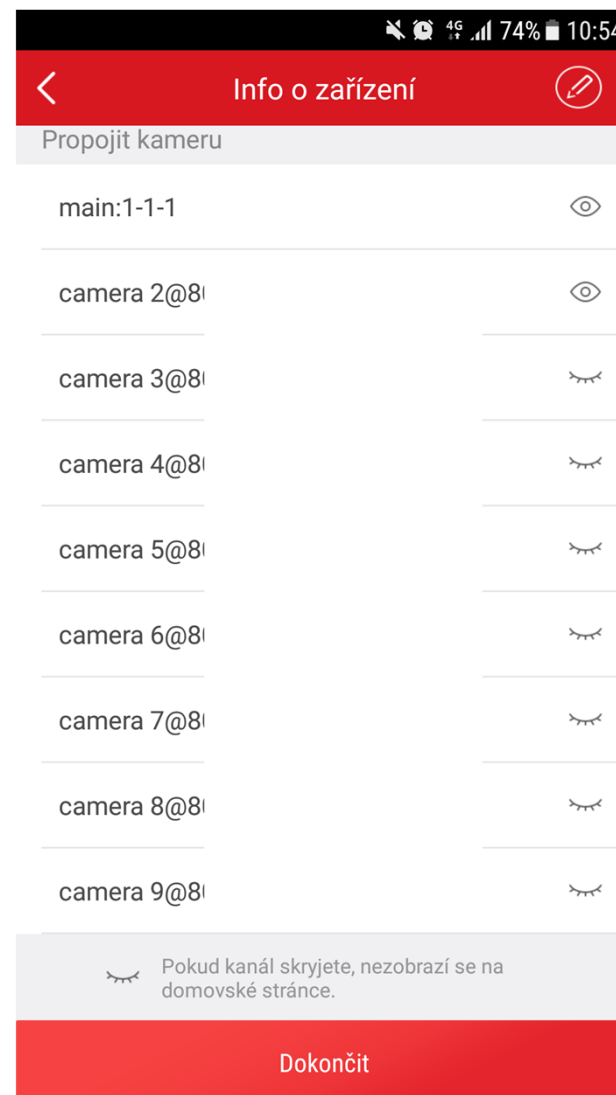 4G 74% 10:54
Info o zařízení
Propojit kameru
main:1-1-1
camera 2@8
camera 3@8
camera 4@8
camera 5@8
camera 6@8
camera 7@8
camera 8@8
camera 9@8
Pokud kanál skryjete, nezobrazí se na
domovské stránce.
Dokončit